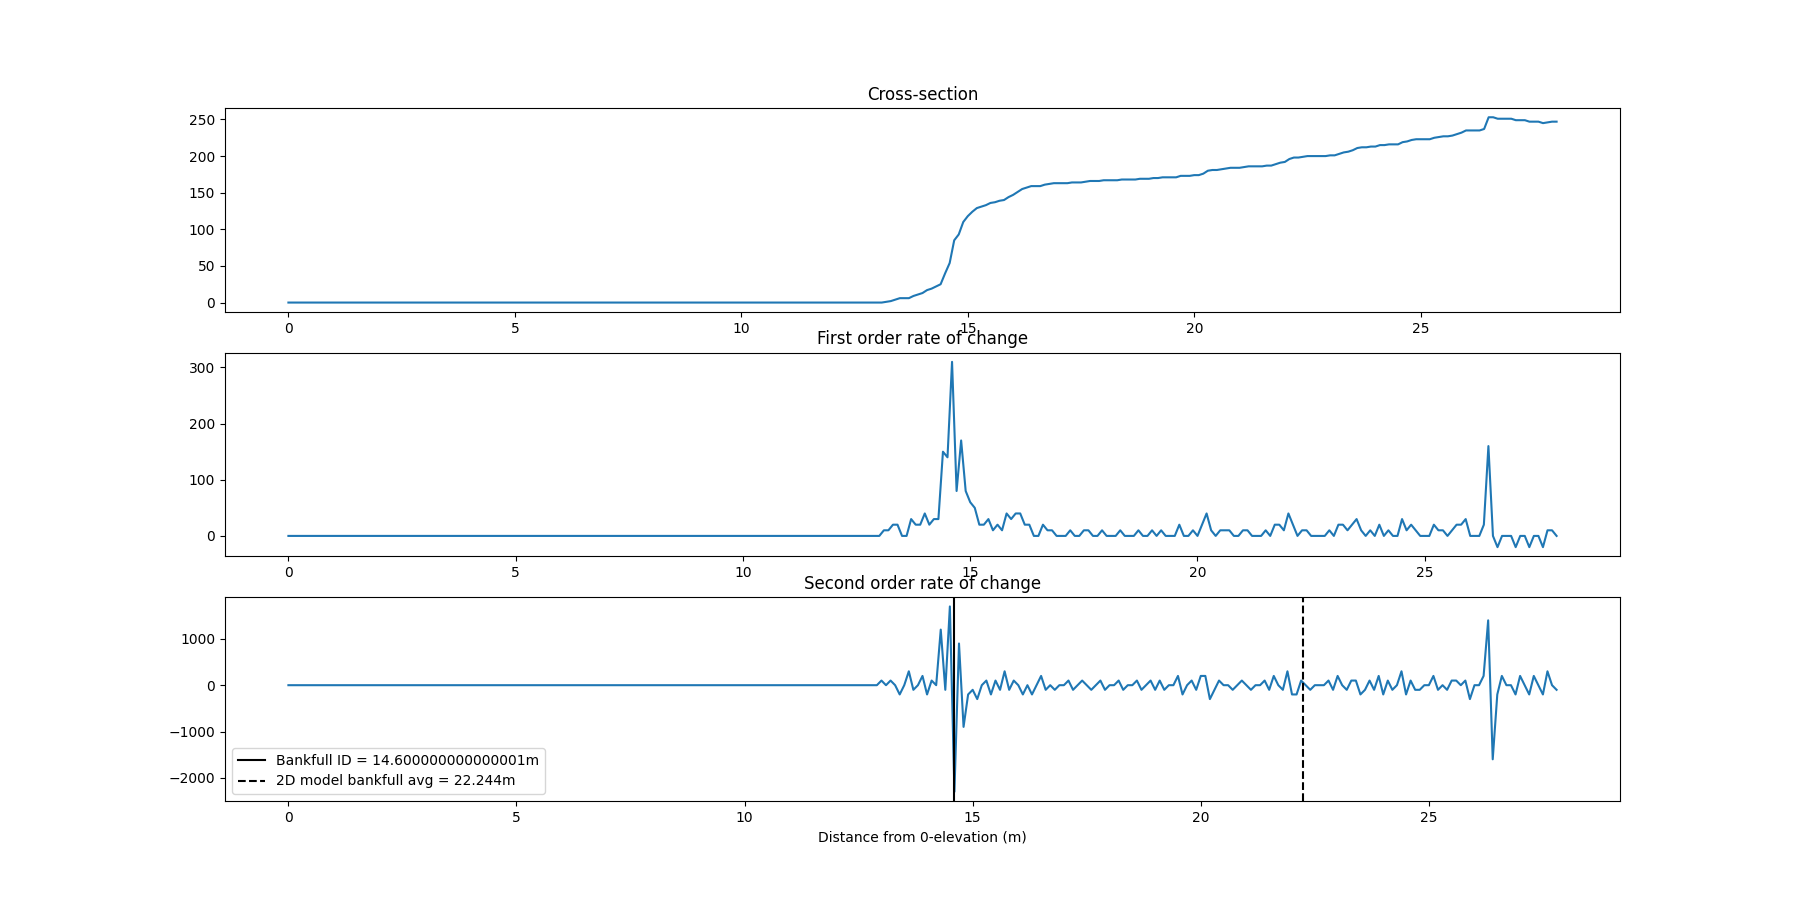 Cross-section
250
200
150
100
50
0
0 5 10 15 20 25
First order rate of change
300
200
100
0
0 5 10 15 20 25
Second order rate of change
1000
0
−1000
−2000
Bankfull ID = 14.600000000000001m
2D model bankfull avg = 22.244m
0 5 10 15 20 25
Distance from 0-elevation (m)